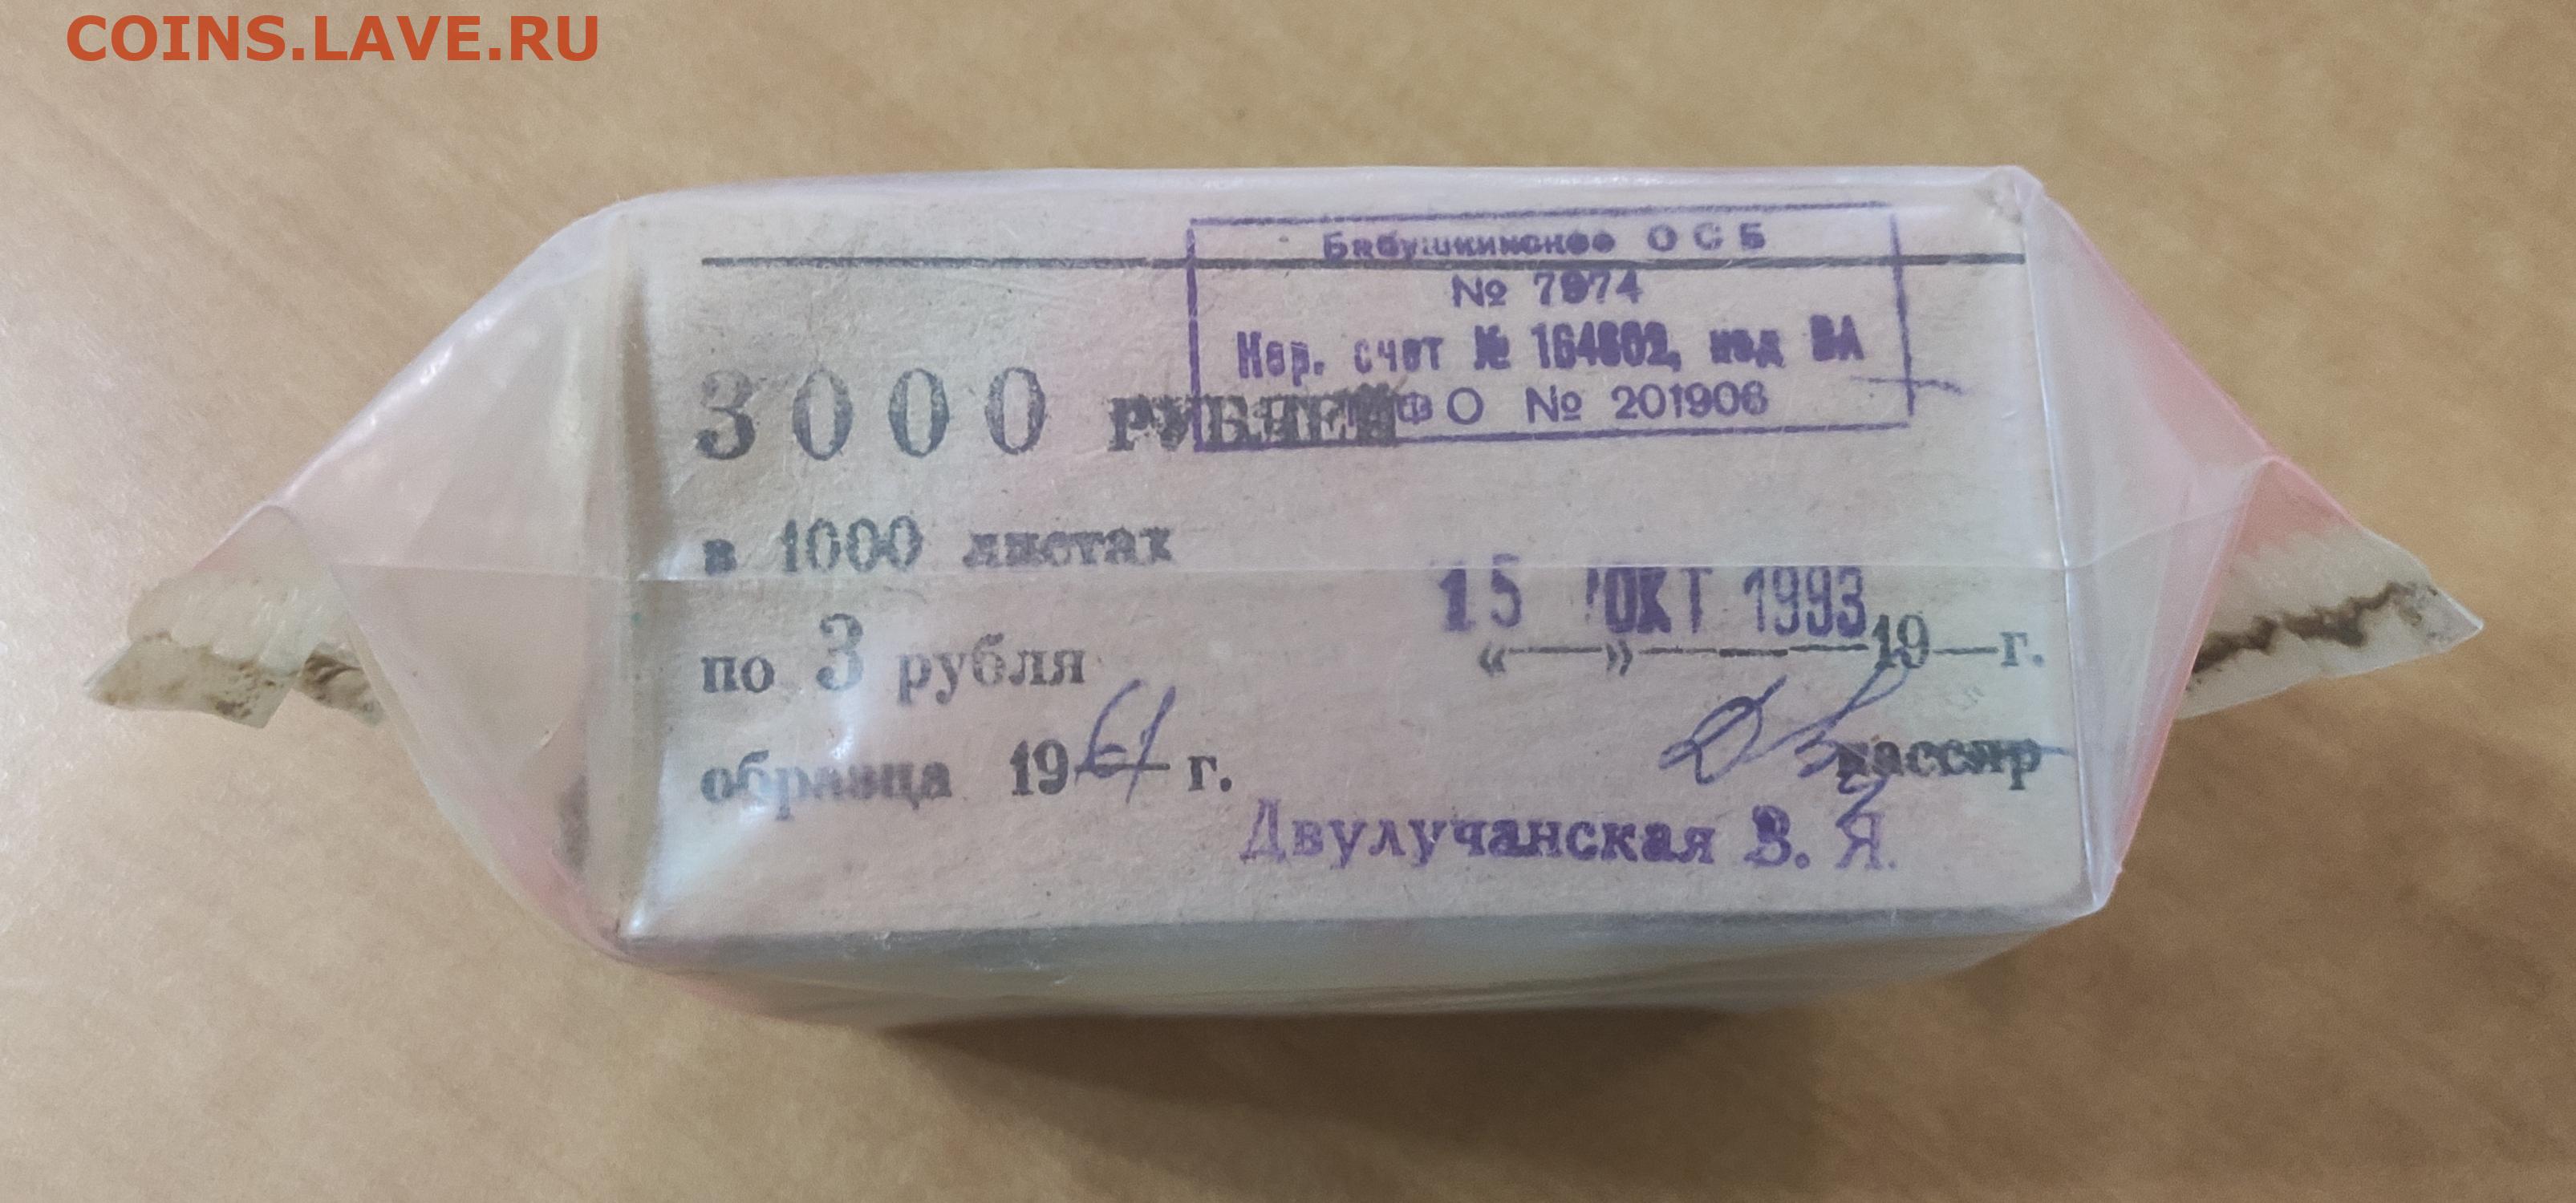 COINS.LAVE.RU
Бабушкинское ОСБ
№ 7974
Кор. счет № 164802, код ВА
МФО № 201906
3000 РУБЛЕЙ
в 1000 листах
по 3 рубля
15 ОКТ 1993
«—»——19—г.
образца 1961 г.
кассир
Двулучанская В. Я.